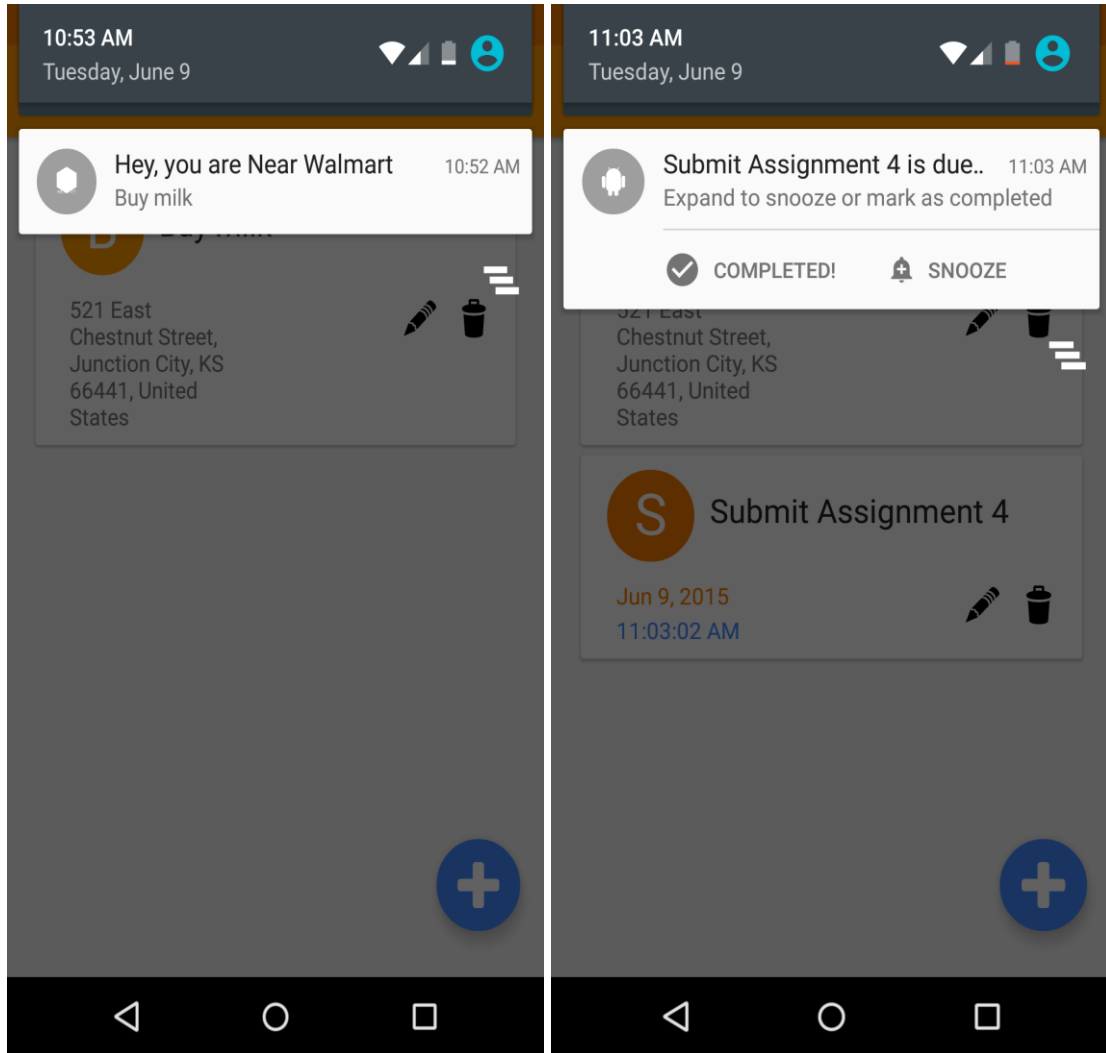 10:53 AM
Tuesday, June 9
Hey, you are Near Walmart 10:52 AM
Buy milk
521 East
Chestnut Street,
Junction City, KS
66441, United
States
11:03 AM
Tuesday, June 9
Submit Assignment 4 is due.. 11:03 AM
Expand to snooze or mark as completed
COMPLETED! SNOOZE
521 East
Chestnut Street,
Junction City, KS
66441, United
States
S Submit Assignment 4
Jun 9, 2015
11:03:02 AM